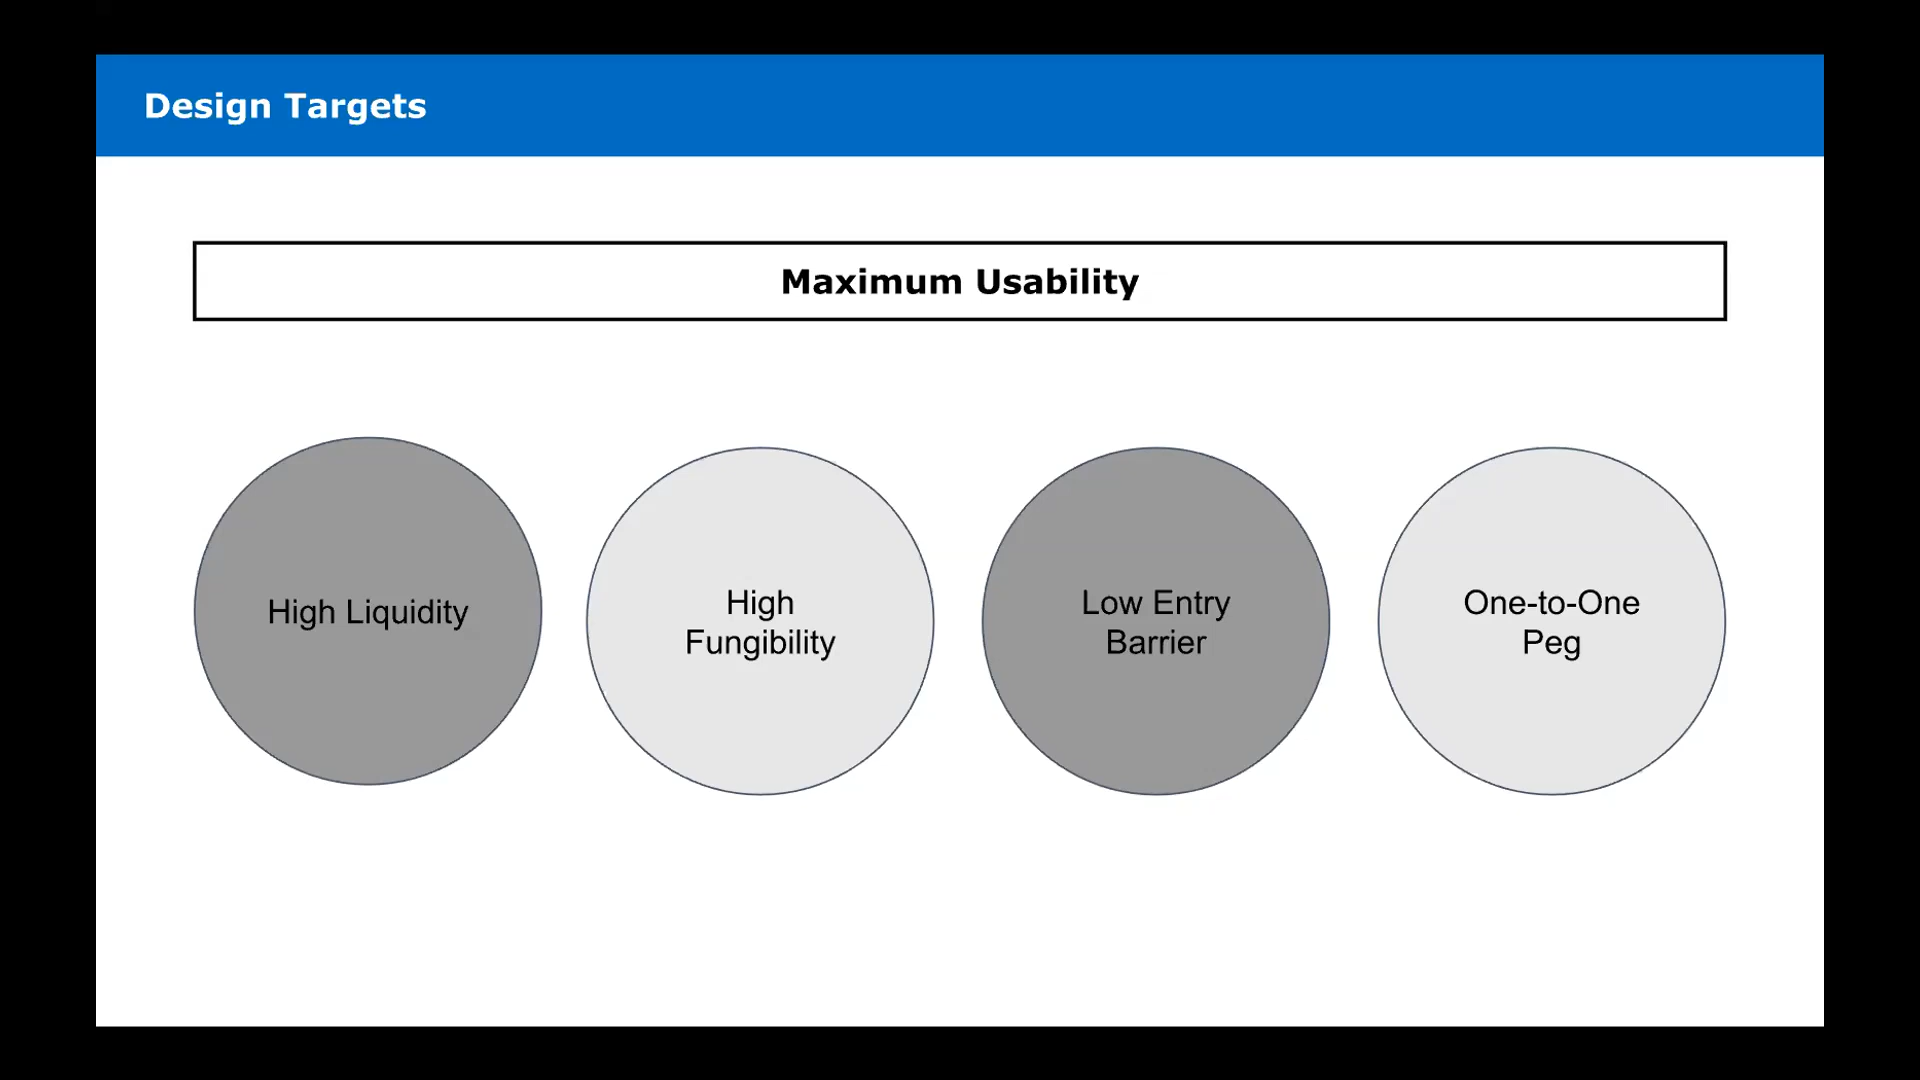 Design Targets
Maximum Usability
High Liquidity
High
Fungibility
Low Entry
Barrier
One-to-One
Peg